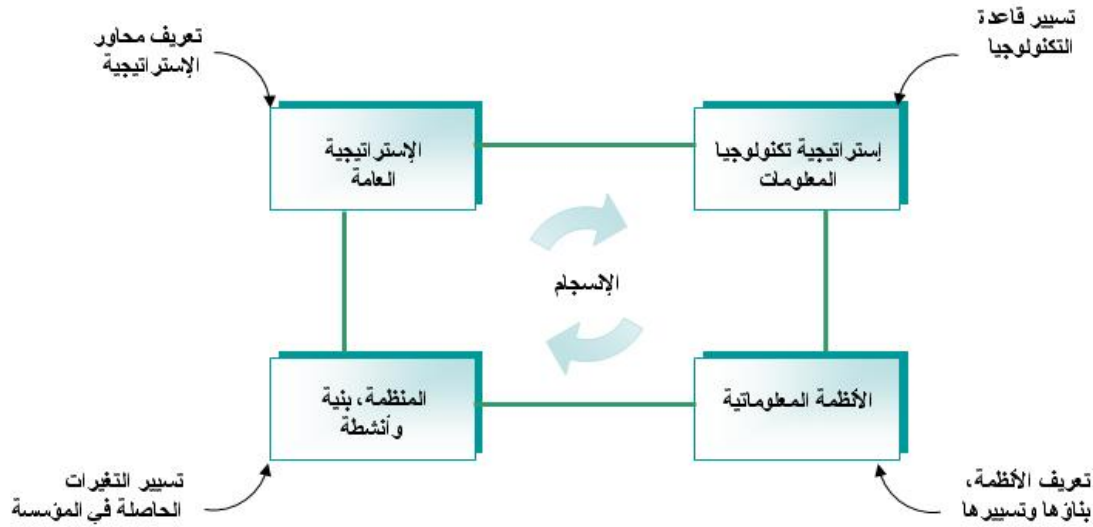 تسيير قاعدة
التكنولوجيا
تعريف محاور
الإستراتيجية
إستراتيجية تكنولوجيا
المعلومات
الإستراتيجية
العامة
الإنسجام
الأنظمة المعلوماتية
المنظمة، بنية
وأنشطة
تعريف الأنظمة،
بناؤها وتسييرها
تسيير التغيرات
الحاصلة في المؤسسة